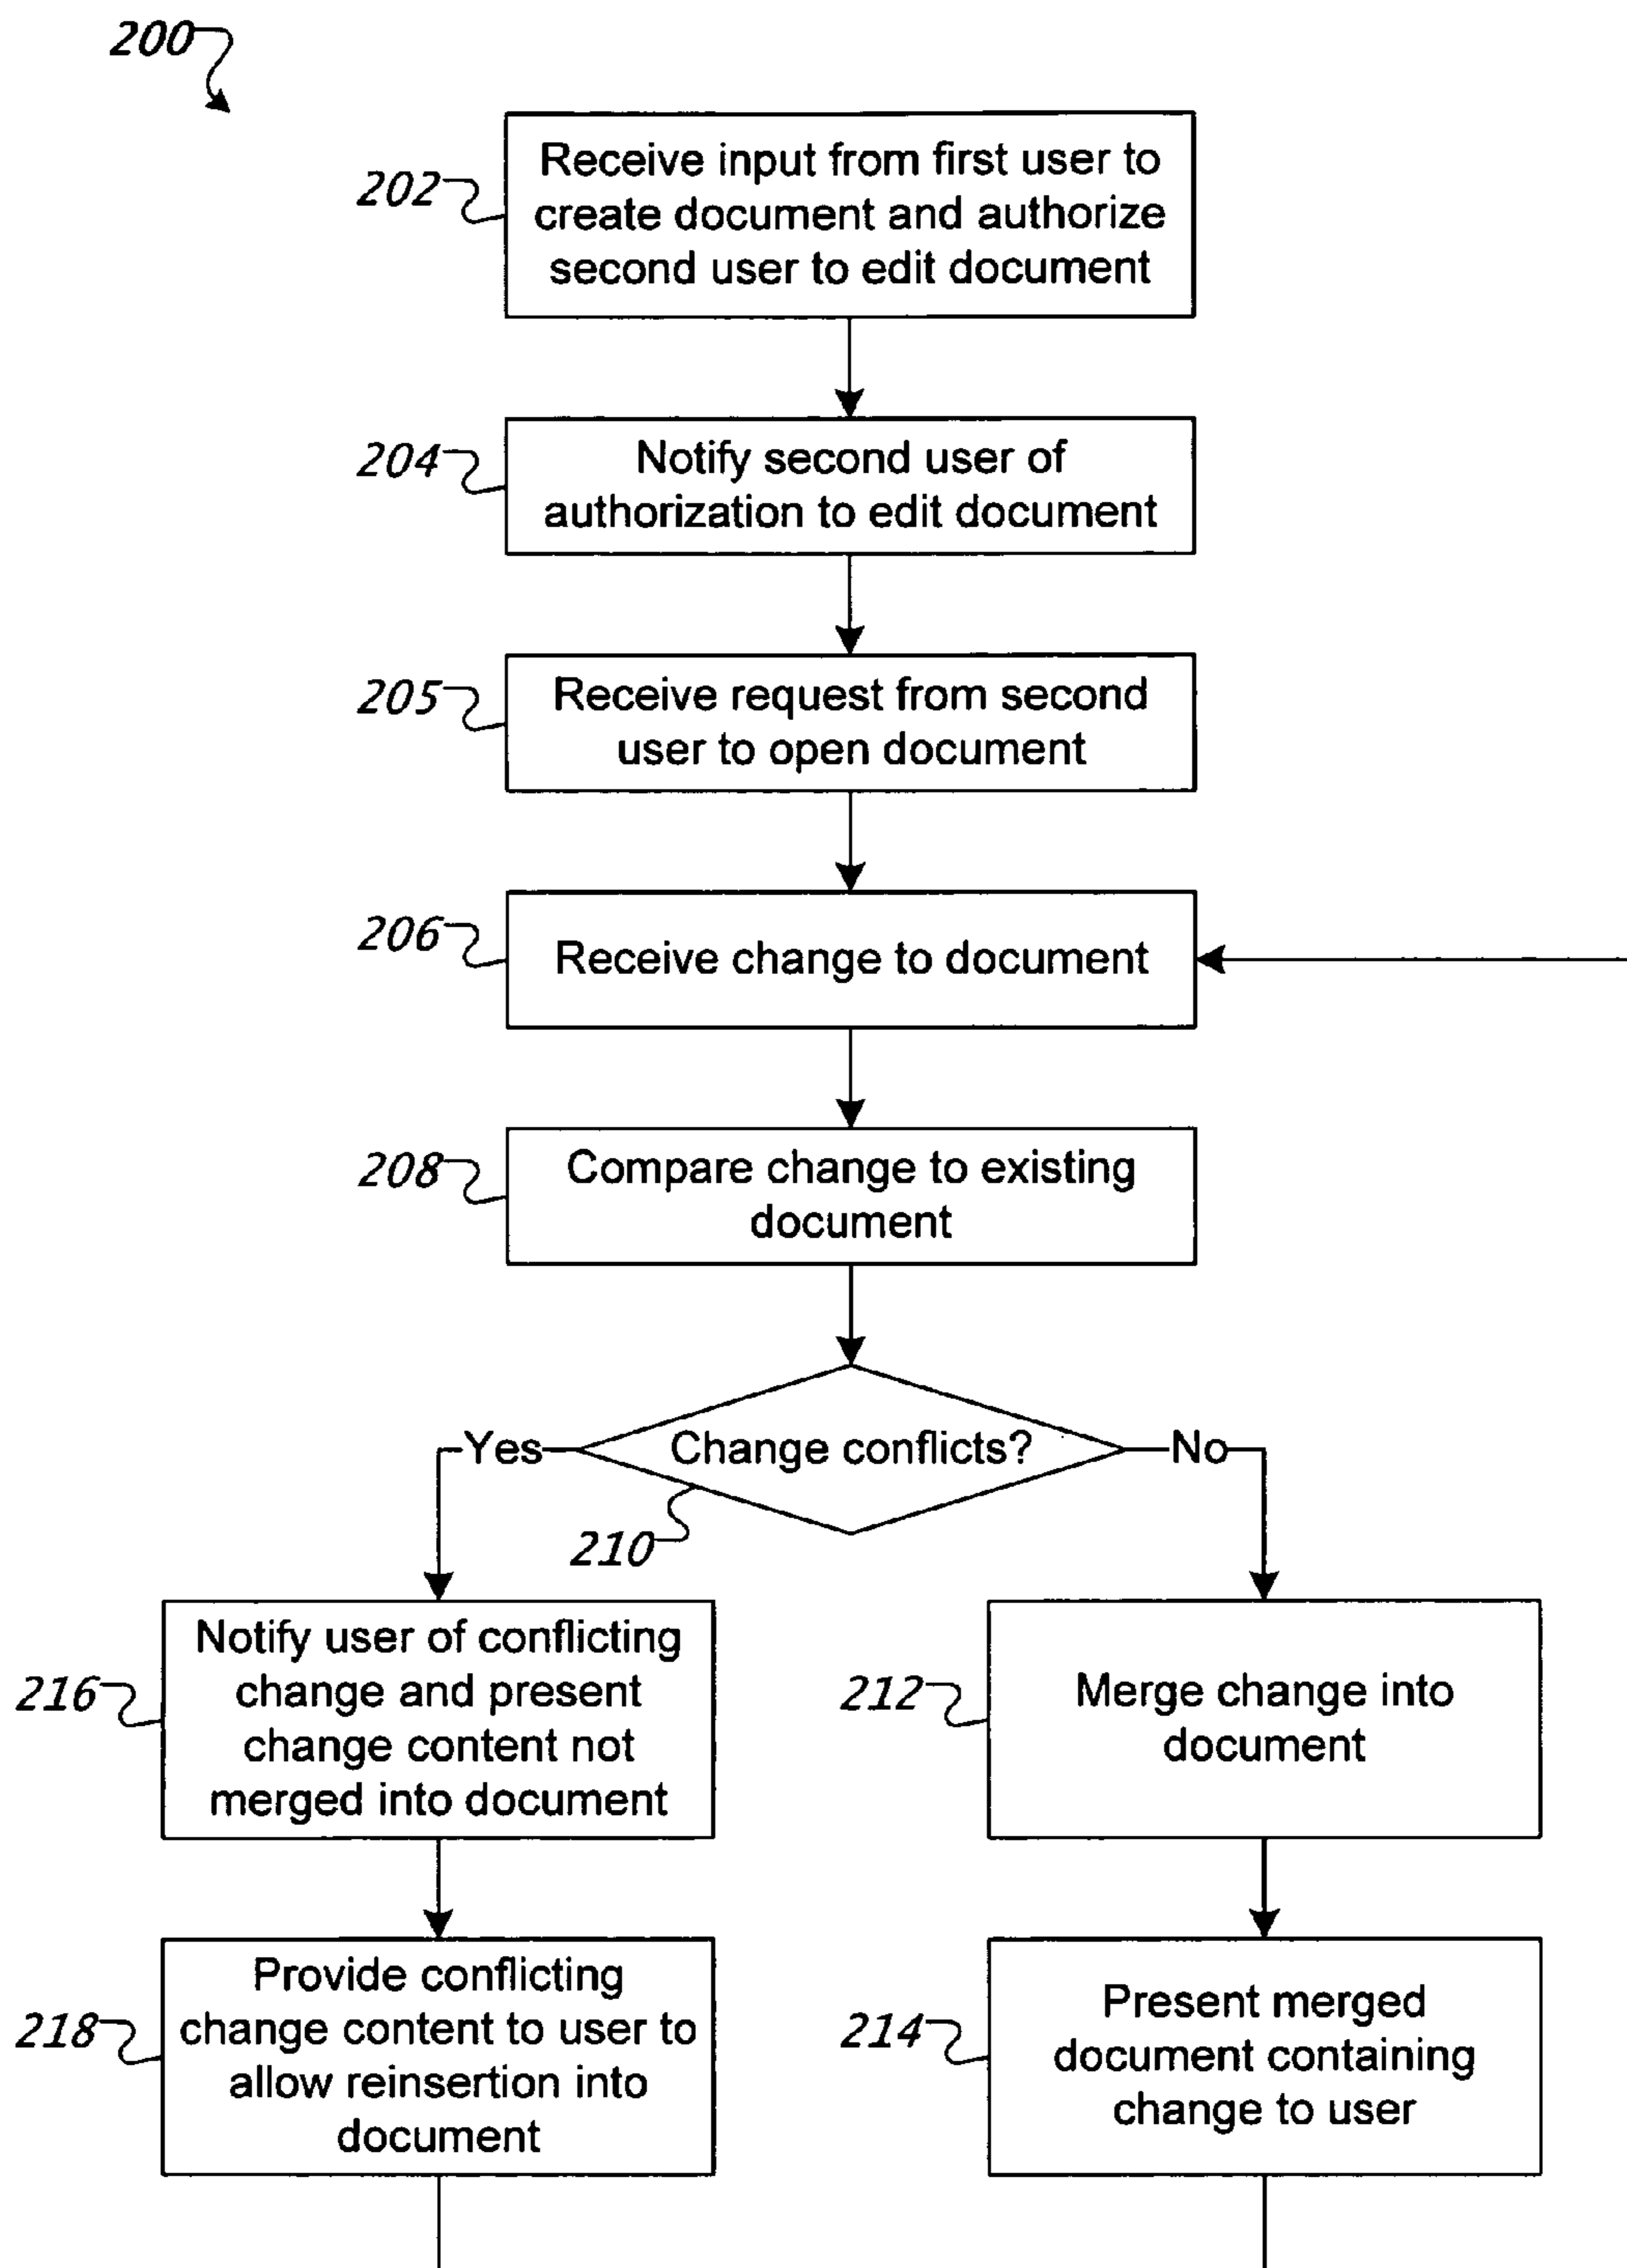 200
202
Receive input from first user to
create document and authorize
second user to edit document
204
Notify second user of
authorization to edit document
205
Receive request from second
user to open document
206
Receive change to document
208
Compare change to existing
document
Yes
Change conflicts?
No
210
216
Notify user of conflicting
change and present
change content not
merged into document
212
Merge change into
document
218
Provide conflicting
change content to user to
allow reinsertion into
document
214
Present merged
document containing
change to user